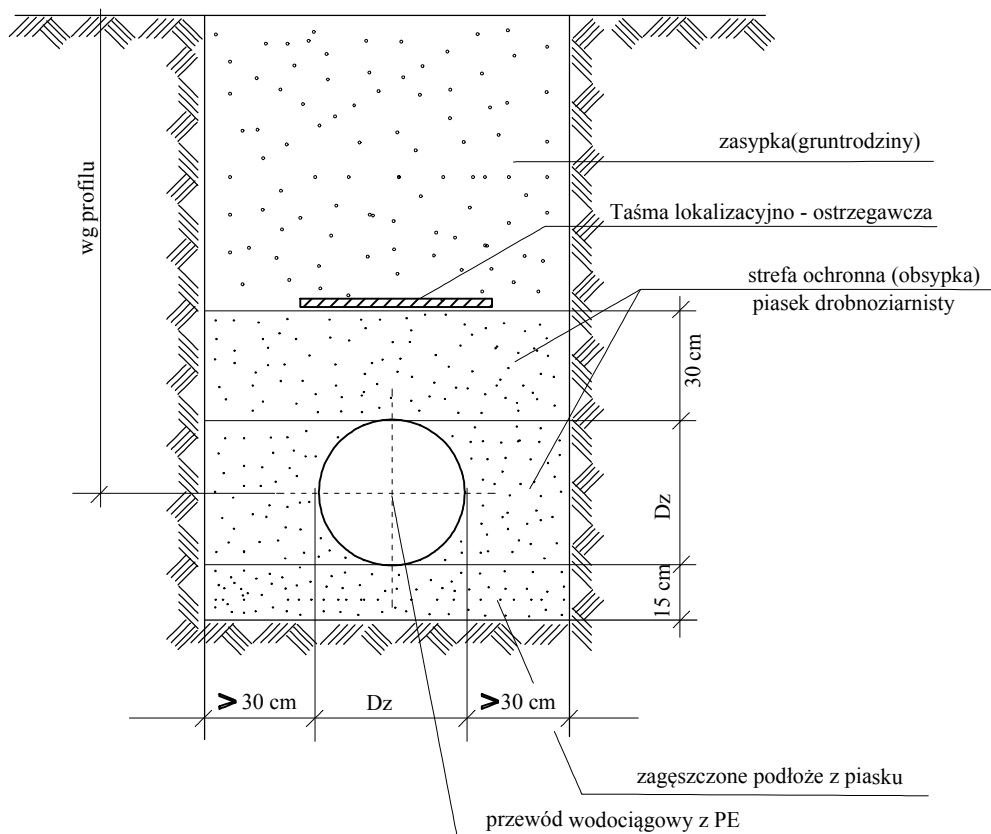 zasypka(gruntrodziny)
wg profilu
Taśma lokalizacyjno - ostrzegawcza
strefa ochronna (obsypka)
piasek drobnoziarnisty
30 cm
Dz
15 cm
> 30 cm
Dz
>30 cm
zagęszczone podłoże z piasku
przewód wodociągowy z PE